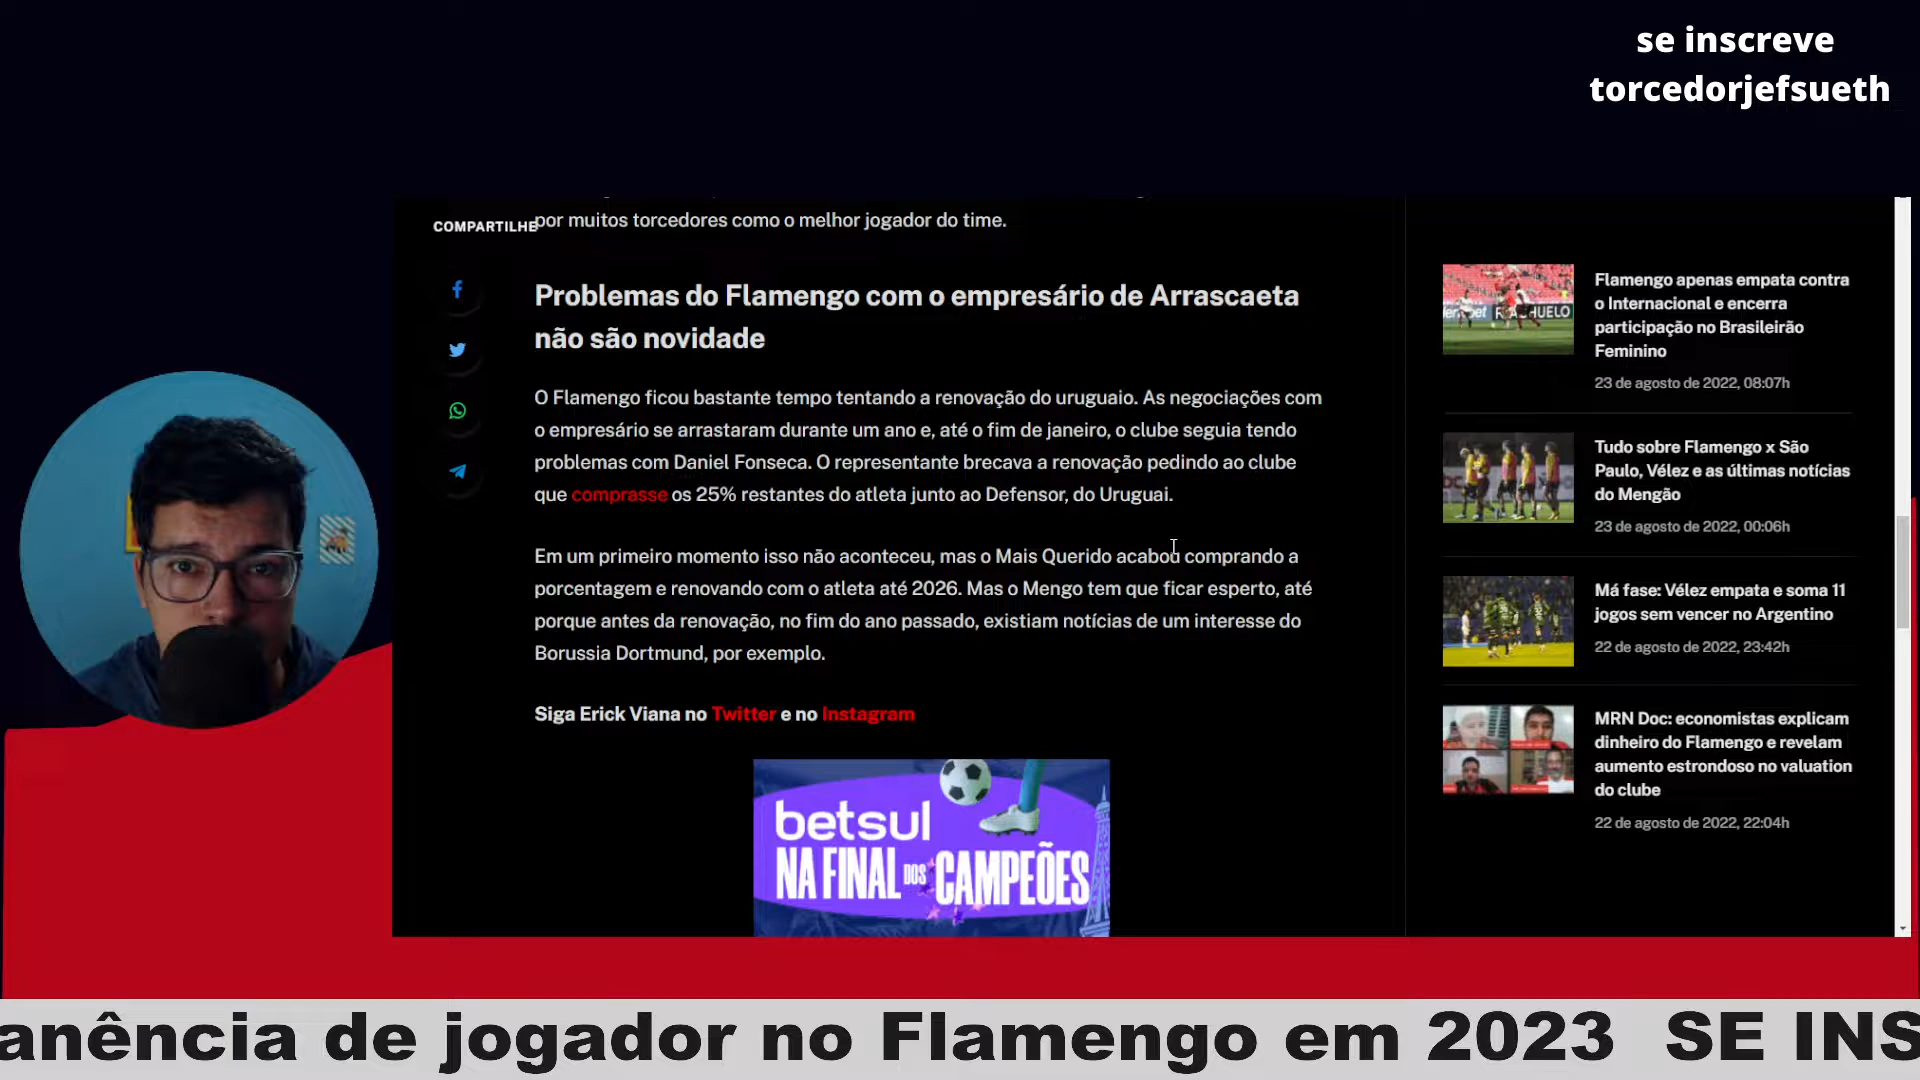 se inscreve
torcedorjefsueth
COMPARTILHE
por muitos torcedores como o melhor jogador do time.
Problemas do Flamengo com o empresário de Arrascaeta
não são novidade
O Flamengo ficou bastante tempo tentando a renovação do uruguaio. As negociações com
o empresário se arrastaram durante um ano e, até o fim de janeiro, o clube seguia tendo
problemas com Daniel Fonseca. O representante brecava a renovação pedindo ao clube
que comprasse os 25% restantes do atleta junto ao Defensor, do Uruguai.
Em um primeiro momento isso não aconteceu, mas o Mais Querido acabou comprando a
porcentagem e renovando com o atleta até 2026. Mas o Mengo tem que ficar esperto, até
porque antes da renovação, no fim do ano passado, existiam notícias de um interesse do
Borussia Dortmund, por exemplo.
Siga Erick Viana no Twitter e no Instagram
betsul
NA FINAL DOS CAMPEÕES
Flamengo apenas empata contra
o Internacional e encerra
participação no Brasileirão
Feminino
23 de agosto de 2022, 08:07h
Tudo sobre Flamengo x São
Paulo, Vélez e as últimas notícias
do Mengão
23 de agosto de 2022, 00:06h
Má fase: Vélez empata e soma 11
jogos sem vencer no Argentino
22 de agosto de 2022, 23:42h
MRN Doc: economistas explicam
dinheiro do Flamengo e revelam
aumento estrondoso no valuation
do clube
22 de agosto de 2022, 22:04h
anência de jogador no Flamengo em 2023 SE INS